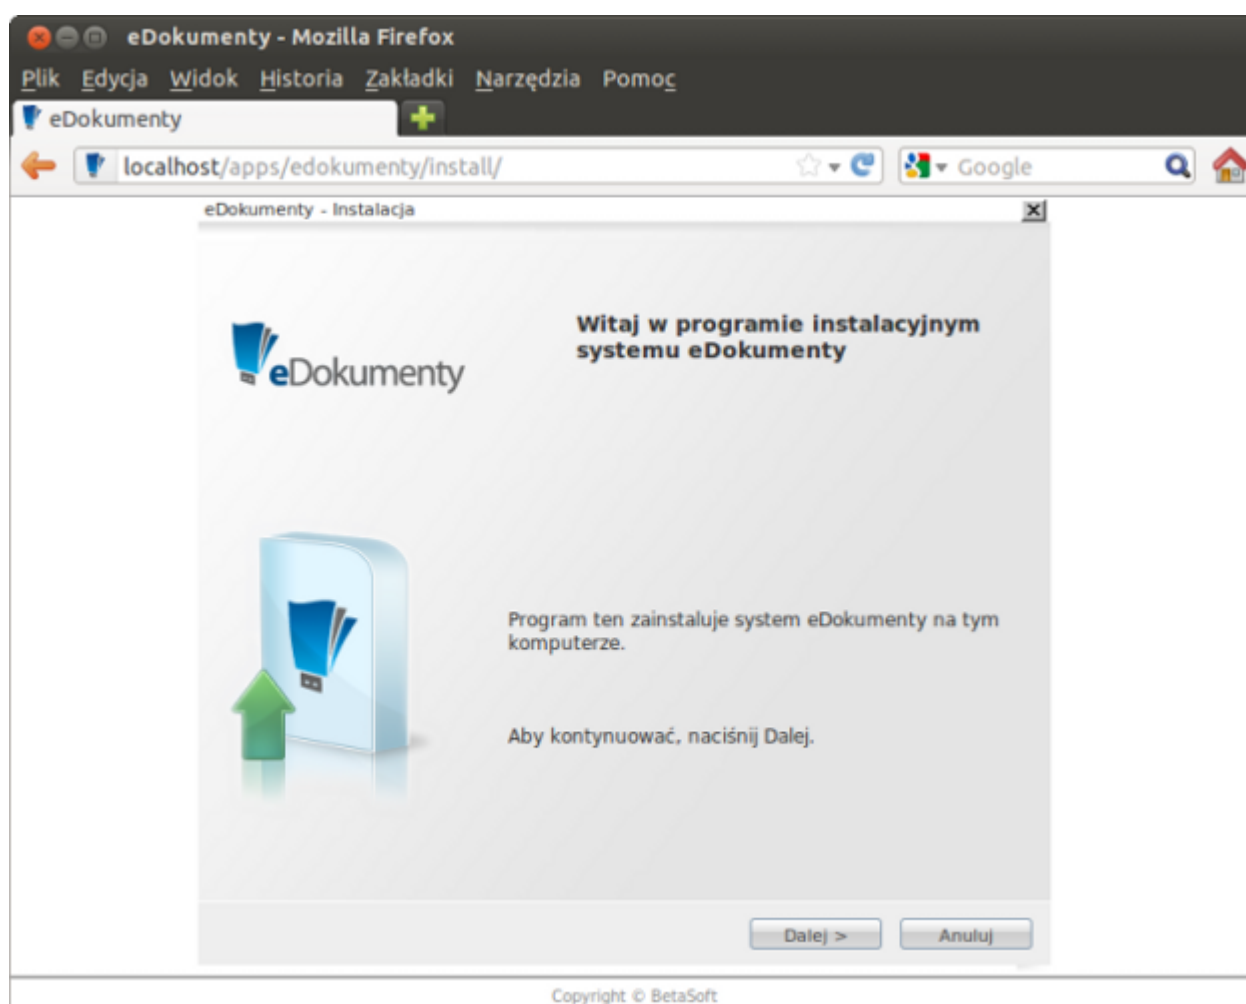 eDokumenty - Mozilla Firefox
Plik Edycja Widok Historia Zakładki Narzędzia Pomoc
eDokumenty
localhost/apps/edokumenty/install/ Google
eDokumenty - Instalacja
Witaj w programie instalacyjnym
systemu eDokumenty
eDokumenty
Program ten zainstaluje system eDokumenty na tym
komputerze.
Aby kontynuować, naciśnij Dalej.
Dalej > Anuluj
Copyright © BetaSoft